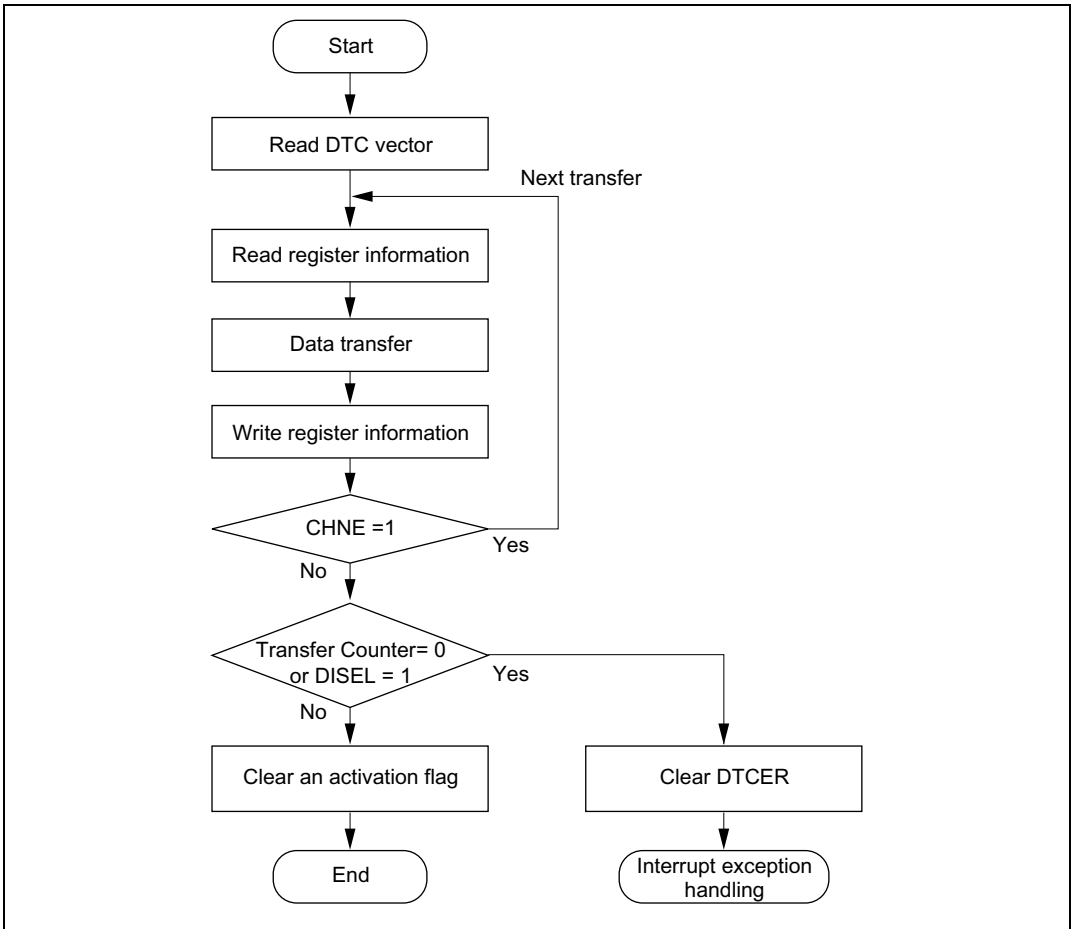 Start
Read DTC vector
Next transfer
Read register information
Data transfer
Write register information
CHNE =1
Yes
No
Transfer Counter= 0
or DISEL = 1
Yes
No
Clear an activation flag
Clear DTCER
End
Interrupt exception
handling